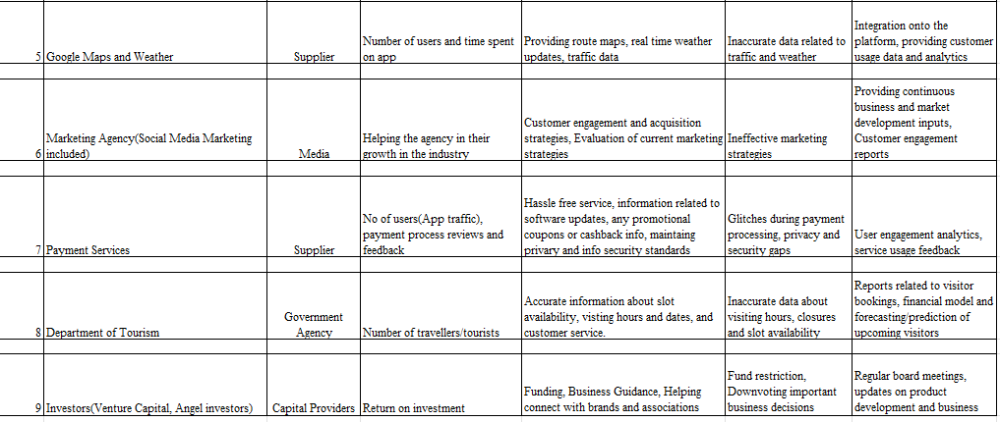 5 Google Maps and Weather
Supplier
Number of users and time spent
on app
Providing route maps, real time weather
updates, traffic data
Inaccurate data related to
traffic and weather
Integration onto the
platform, providing customer
usage data and analytics
6 Marketing Agency(Social Media Marketing
included)
Media
Helping the agency in their
growth in the industry
Customer engagement and acquisition
strategies, Evaluation of current marketing
strategies
Ineffective marketing
strategies
Providing continuous
business and market
development inputs,
Customer engagement
reports
7 Payment Services
Supplier
No of users(App traffic),
payment process reviews and
feedback
Hassle free service, information related to
software updates, any promotional
coupons or cashback info, maintaing
privary and info security standards
Glitches during payment
processing, privacy and
security gaps
User engagement analytics,
service usage feedback
8 Department of Tourism
Government
Agency
Number of travellers/tourists
Accurate information about slot
availability, visting hours and dates, and
customer service.
Inaccurate data about
visiting hours, closures
and slot availability
Reports related to visitor
bookings, financial model and
forecasting/prediction of
upcoming visitors
9 Investors(Venture Capital, Angel investors)
Capital Providers
Return on investment
Funding, Business Guidance, Helping
connect with brands and associations
Fund restriction,
Downvoting important
business decisions
Regular board meetings,
updates on product
development and business